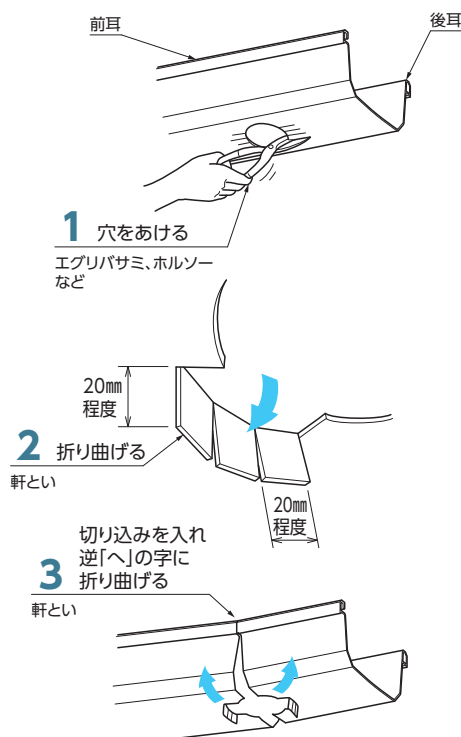 前耳
後耳
1 穴をあける
エグリバサミ、ホルソー
など
20㎜
程度
2 折り曲げる
軒とい
20㎜
程度
切り込みを入れ
逆「へ」の字に
3 折り曲げる
軒とい